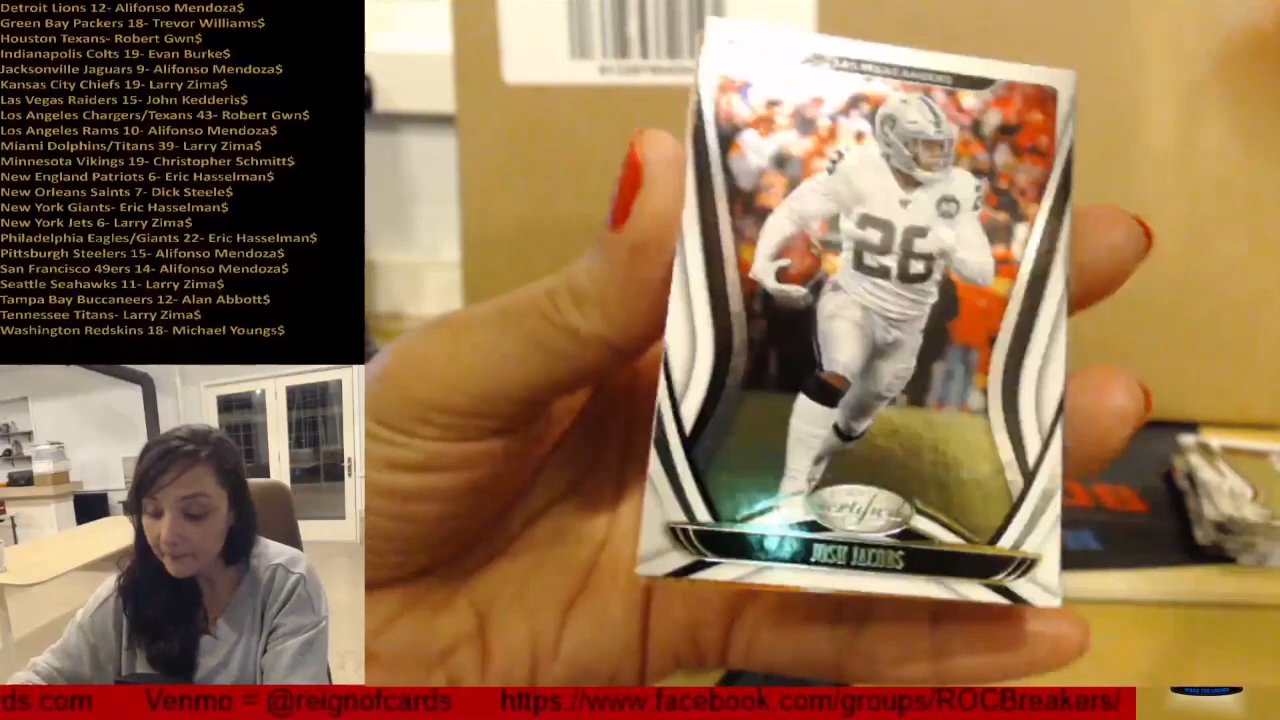 Detroit Lions 12- Alifonso Mendoza$
Green Bay Packers 18- Trevor Williams$
Houston Texans- Robert Gwn$
Indianapolis Colts 19- Evan Burke$
Jacksonville Jaguars 9- Alifonso Mendoza$
Kansas City Chiefs 19- Larry Zima$
Las Vegas Raiders 15- John Kedderis$
Los Angeles Chargers/Texans 43- Robert Gwn$
Los Angeles Rams 10- Alifonso Mendoza$
Miami Dolphins/Titans 39- Larry Zima$
Minnesota Vikings 19- Christopher Schmitt$
New England Patriots 6- Eric Hasselman$
New Orleans Saints 7- Dick Steele$
New York Giants- Eric Hasselman$
New York Jets 6- Larry Zima$
Philadelphia Eagles/Giants 22- Eric Hasselman$
Pittsburgh Steelers 15- Alifonso Mendoza$
San Francisco 49ers 14- Alifonso Mendoza$
Seattle Seahawks 11- Larry Zima$
Tampa Bay Buccaneers 12- Alan Abbott$
Tennessee Titans- Larry Zima$
Washington Redskins 18- Michael Youngs$
LAS VEGAS RAIDERS
26
certified
JOSH JACOBS
ds.com Venmo = @reignofcards https://www.facebook.com/groups/ROCBreakers/